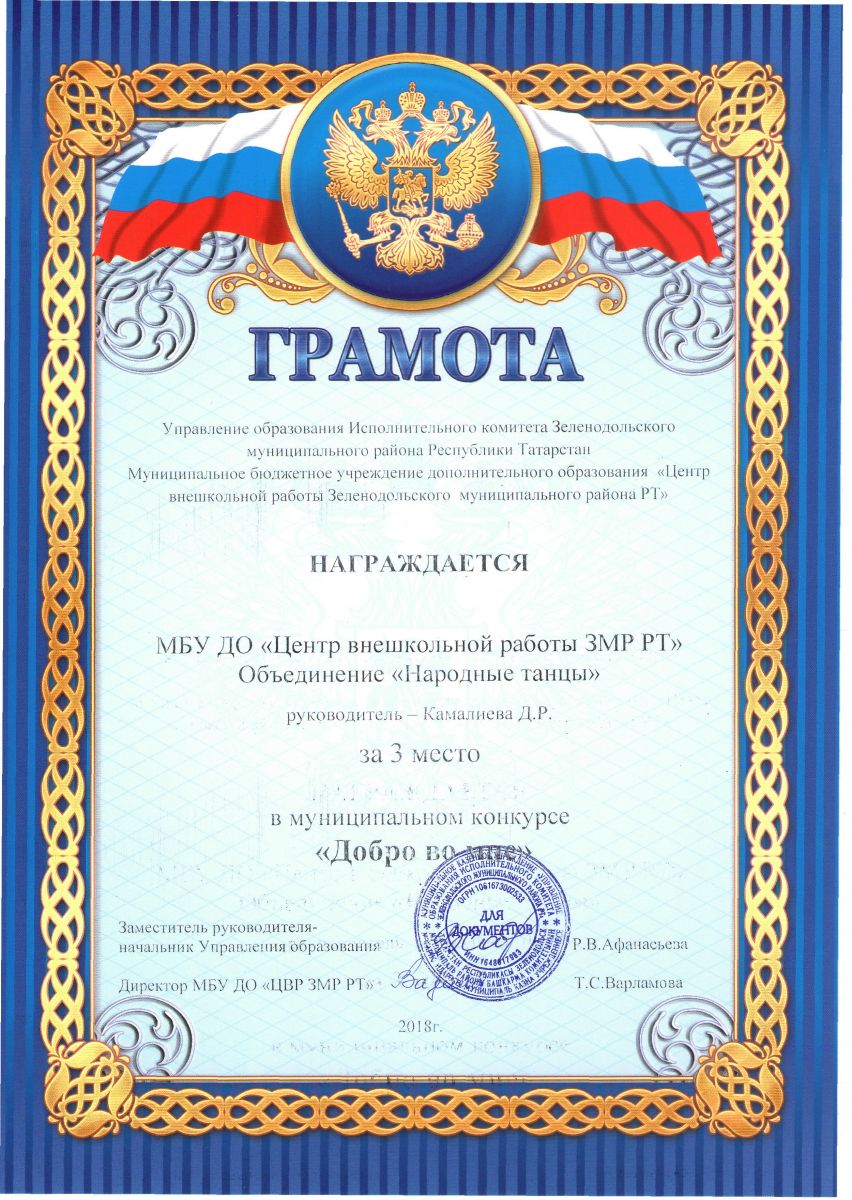 ГРАМОТА
Управление образования Исполнительного комитета Зеленодольского
муниципального района Республики Татарстан
Муниципальное бюджетное учреждение дополнительного образования «Центр
внешкольной работы Зеленодольского муниципального района РТ»
НАГРАЖДАЕТСЯ
МБУ ДО «Центр внешкольной работы ЗМР РТ»
Объединение «Народные танцы»
руководитель – Камалиева Д.Р.
за 3 место
в муниципальном конкурсе
«Добро во мне»
ДЛЯ
ДОКУМЕНТОВ
Заместитель руководителя-
начальник Управления образования
Р.В.Афанасьева
Директор МБУ ДО «ЦВР ЗМР РТ»
Т.С.Варламова
2018г.